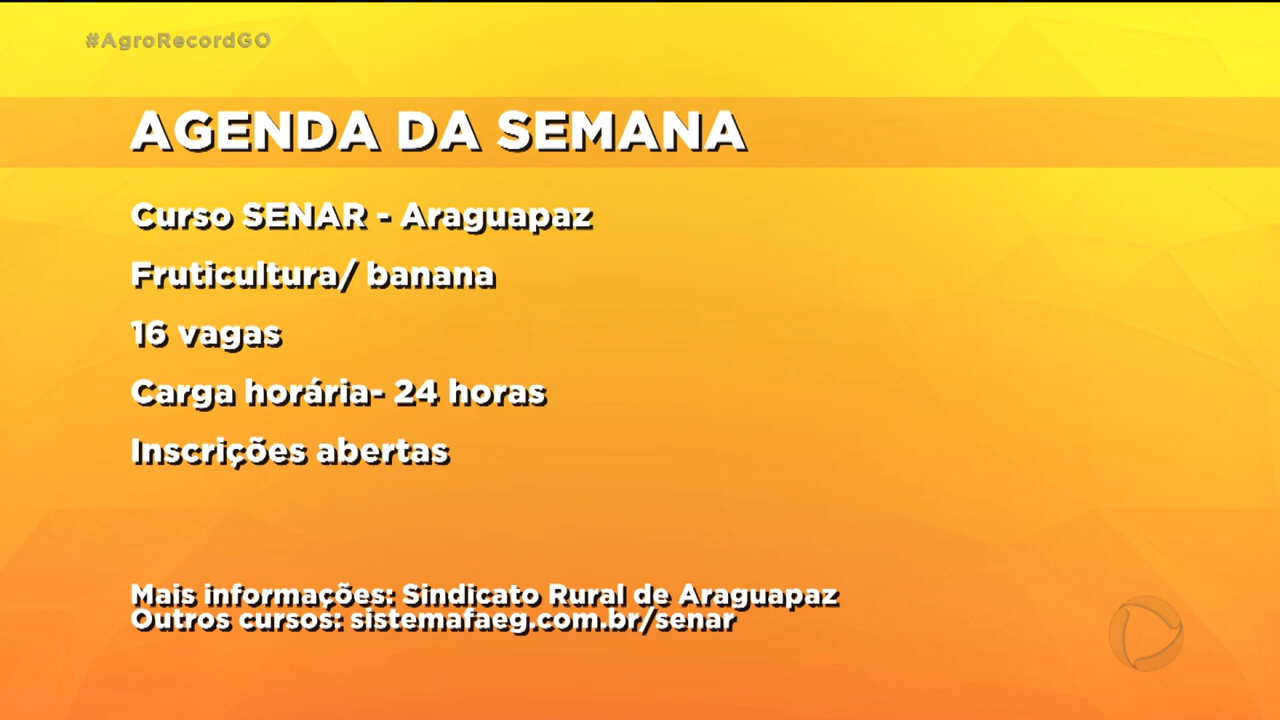 #AgroRecordGO
AGENDA DA SEMANA
Curso SENAR - Araguapaz
Fruticultura/ banana
16 vagas
Carga horária- 24 horas
Inscrições abertas
Mais informações: Sindicato Rural de Araguapaz
Outros cursos: sistemafaeg.com.br/senar